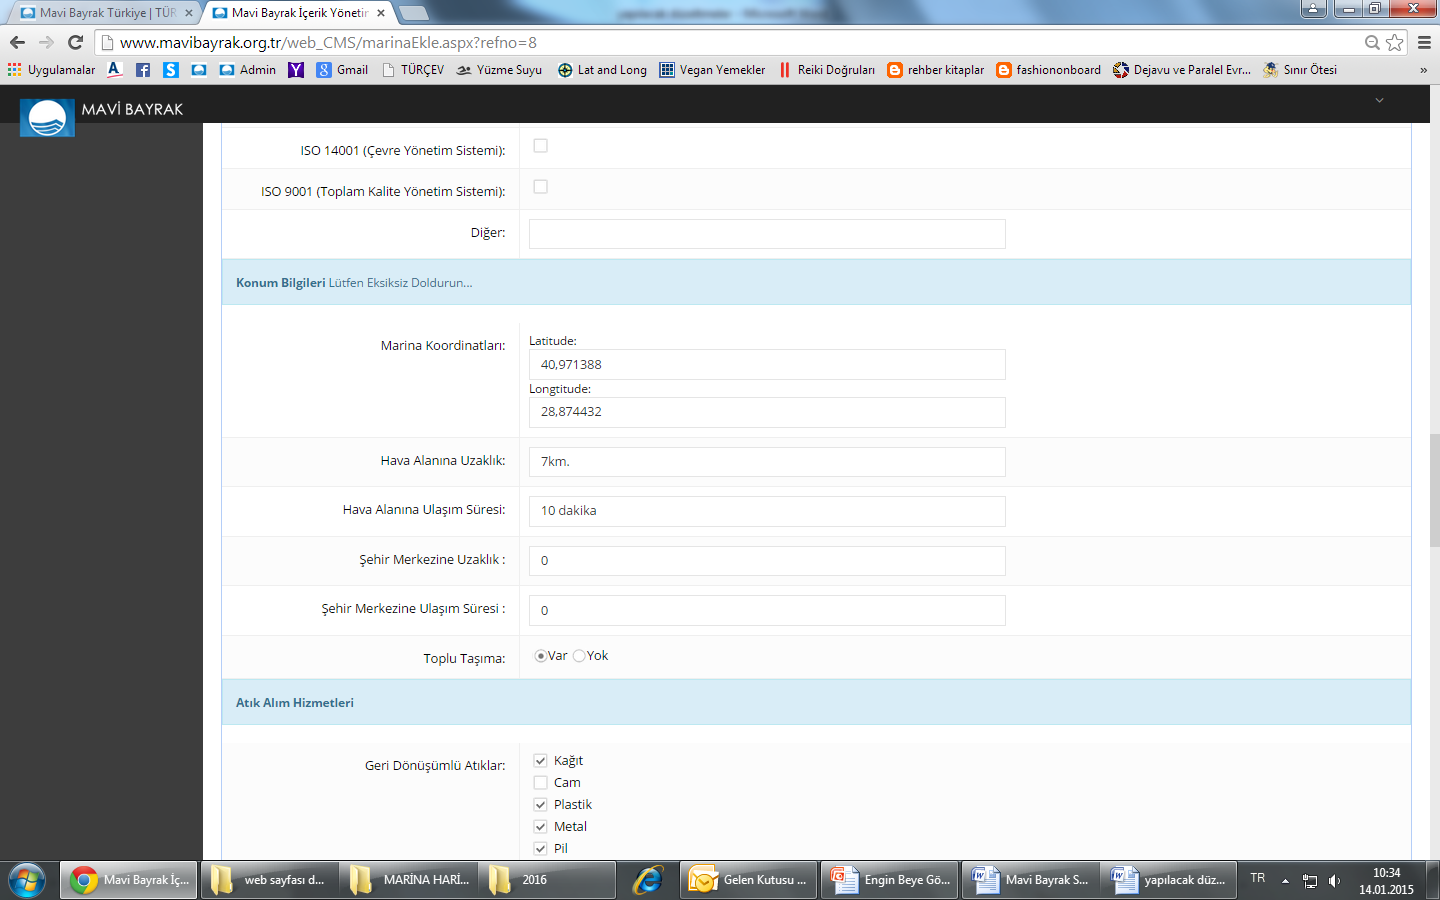 Mavi Bayrak Türkiye | TÜR
Mavi Bayrak İçerik Yönetin
www.mavibayrak.org.tr/web_CMS/marinaEkle.aspx?refno=8
Uygulamalar
Admin
Gmail
TÜRÇEV
Yüzme Suyu
Lat and Long
Vegan Yemekler
Reiki Doğruları
rehber kitaplar
fashiononboard
Dejavu ve Paralel Evr...
Sınır Ötesi
»
MAVİ BAYRAK
ISO 14001 (Çevre Yönetim Sistemi):
ISO 9001 (Toplam Kalite Yönetim Sistemi):
Diğer:
Konum Bilgileri Lütfen Eksiksiz Doldurun...
Marina Koordinatları:
Latitude:
40,971388
Longtitude:
28,874432
Hava Alanına Uzaklık:
7km.
Hava Alanına Ulaşım Süresi:
10 dakika
Şehir Merkezine Uzaklık :
0
Şehir Merkezine Ulaşım Süresi :
0
Toplu Taşıma:
Var Yok
Atık Alım Hizmetleri
Geri Dönüşümlü Atıklar:
Kağıt
Cam
Plastik
Metal
Pil
Mavi Bayrak İç...
web sayfası d...
MARİNA HARİ...
2016
Gelen Kutusu ...
Engin Beye Gö...
Mavi Bayrak S...
yapılacak düz...
TR
10:34
14.01.2015